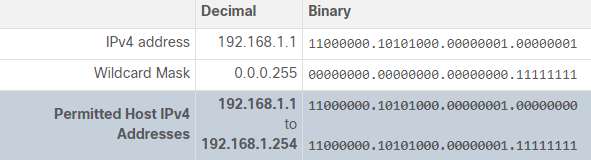 Decimal Binary
IPv4 address 192.168.1.1 11000000.10101000.00000001.00000001
Wildcard Mask 0.0.0.255 00000000.00000000.00000000.11111111
192.168.1.1 11000000.10101000.00000001.00000000
Permitted Host IPv4
to
Addresses
192.168.1.254 11000000.10101000.00000001.11111111